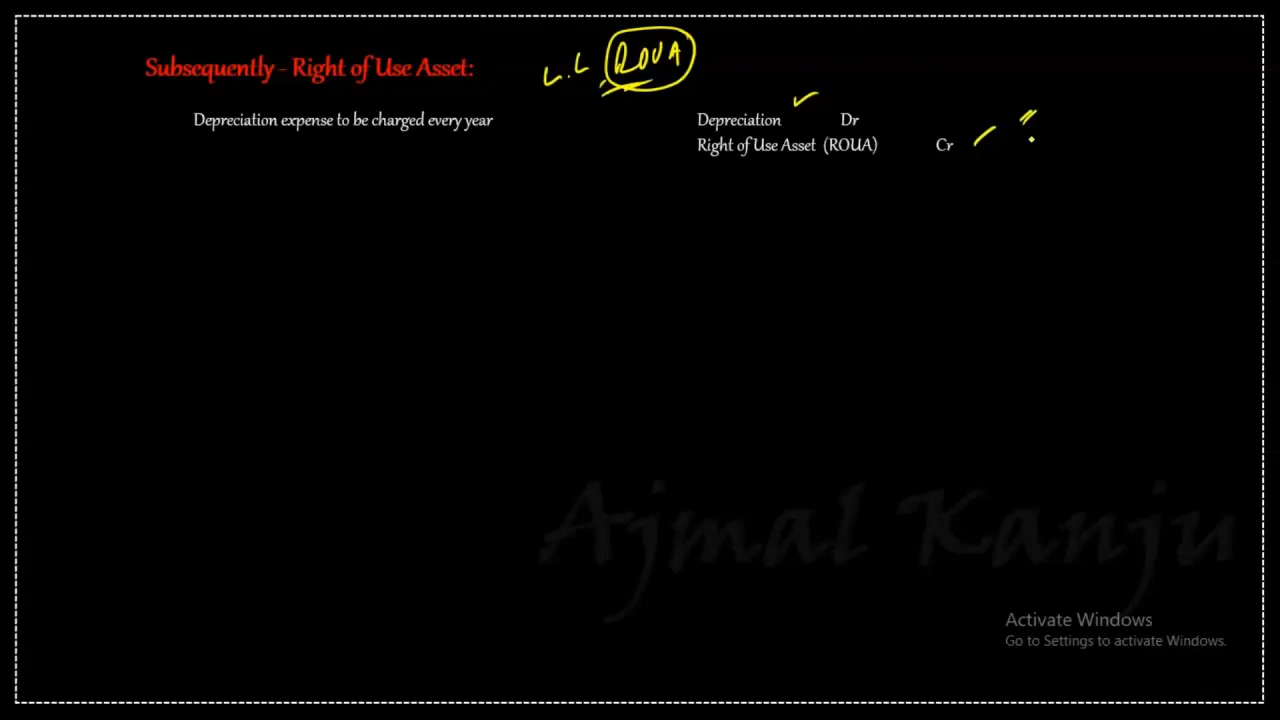 Subsequently - Right of Use Asset:
L.L ROUA
Depreciation expense to be charged every year
Depreciation Dr
Right of Use Asset (ROUA) Cr
Ajmal Kanju
Activate Windows
Go to Settings to activate Windows.